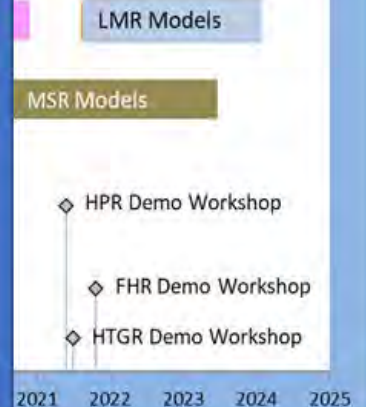 LMR Models
MSR Models
HPR Demo Workshop
FHR Demo Workshop
HTGR Demo Workshop
2021 2022 2023 2024 2025